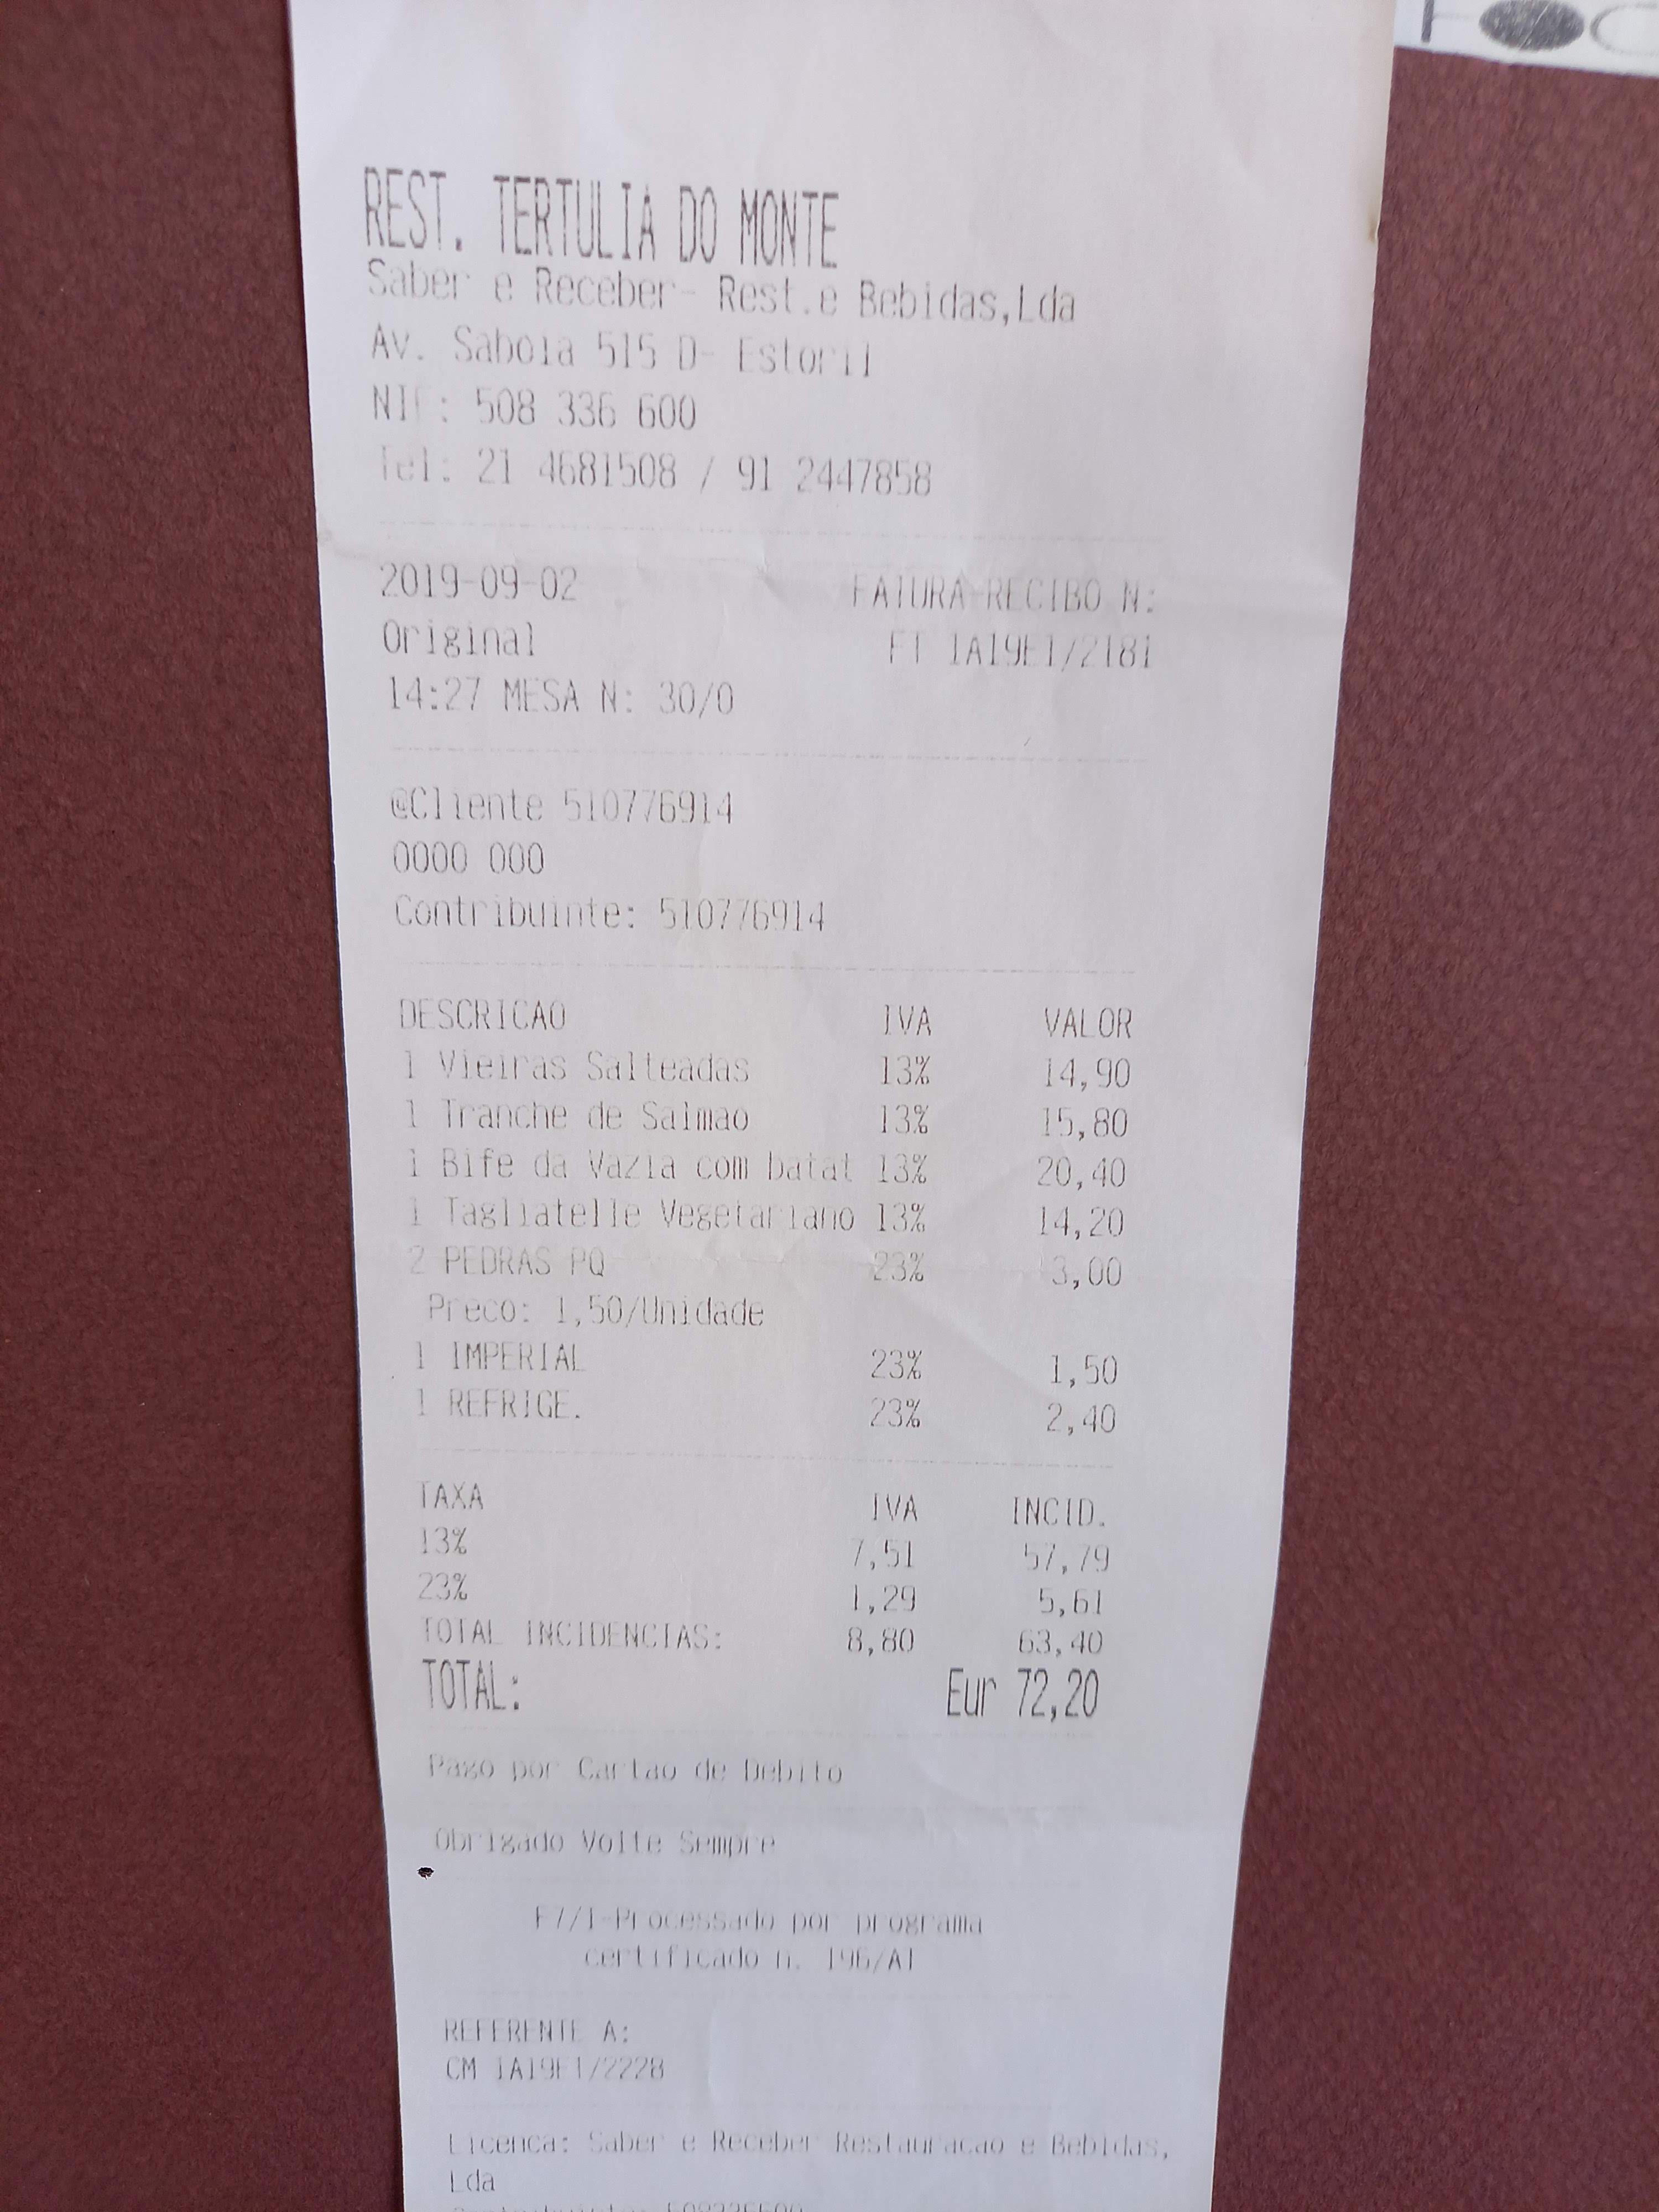 REST. TERTULIA DO MONTE
Saber e Receber- Rest.e Bebidas,Lda
Av. Saboia 515 D- Estoril
NIF: 508 336 600
Tel: 21 4681508 / 91 2447858
2019-09-02 FATURA-RECIBO N:
Original FT 1A19E1/2181
14:27 MESA N: 30/0
@Cliente 510776914
0000 000
Contribuinte: 510776914
DESCRICAO IVA VALOR
1 Vieiras Salteadas 13% 14,90
1 Tranche de Salmao 13% 15,80
1 Bife da Vazia com batat 13% 20,40
1 Tagliatelle Vegetariano 13% 14,20
2 PEDRAS PQ 23% 3,00
Preco: 1,50/Unidade
1 IMPERIAL 23% 1,50
1 REFRIGE. 23% 2,40
TAXA IVA INCID.
13% 7,51 57,79
23% 1,29 5,61
TOTAL INCIDENCIAS: 8,80 63,40
TOTAL: Eur 72,20
Pago por Cartao de Debito
Obrigado Volte Sempre
Processado por programa
certificado n. 196/AT
REFERENTE A:
CM 1A19E1/2228
Licenca: Saber e Receber Restauracao e Bebidas,
Lda